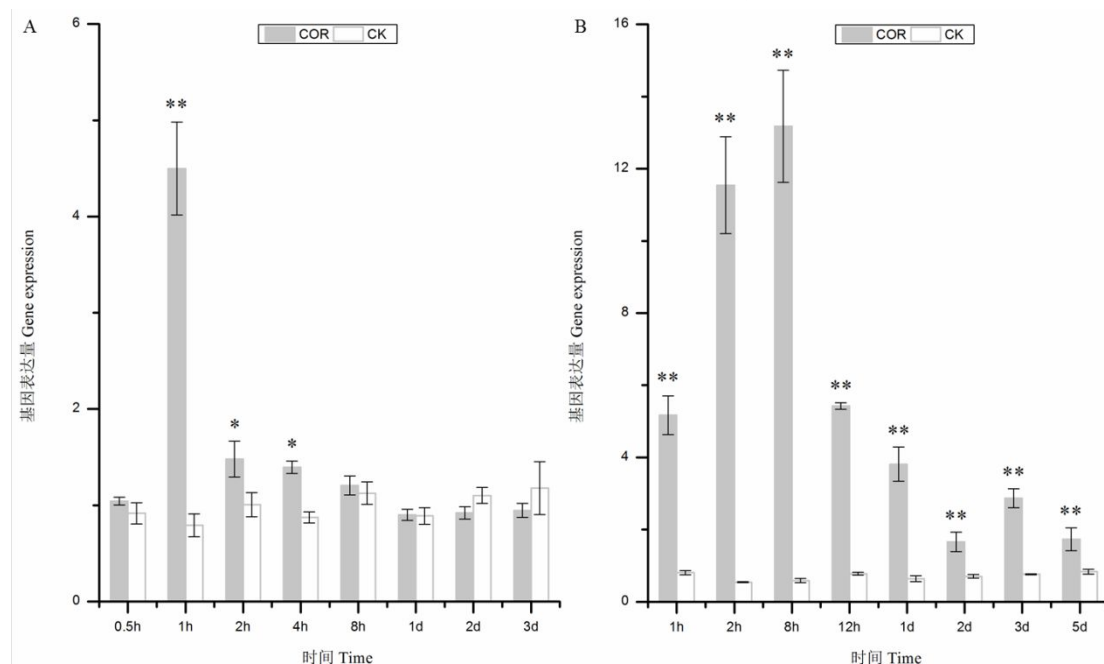 A
COR CK
6
4
2
0
基因表达量 Gene expression
**
*
*
0.5h 1h 2h 4h 8h 1d 2d 3d
时间 Time
B
COR CK
16
12
8
4
0
基因表达量 Gene expression
**
**
**
**
**
**
**
**
1h 2h 8h 12h 1d 2d 3d 5d
时间 Time